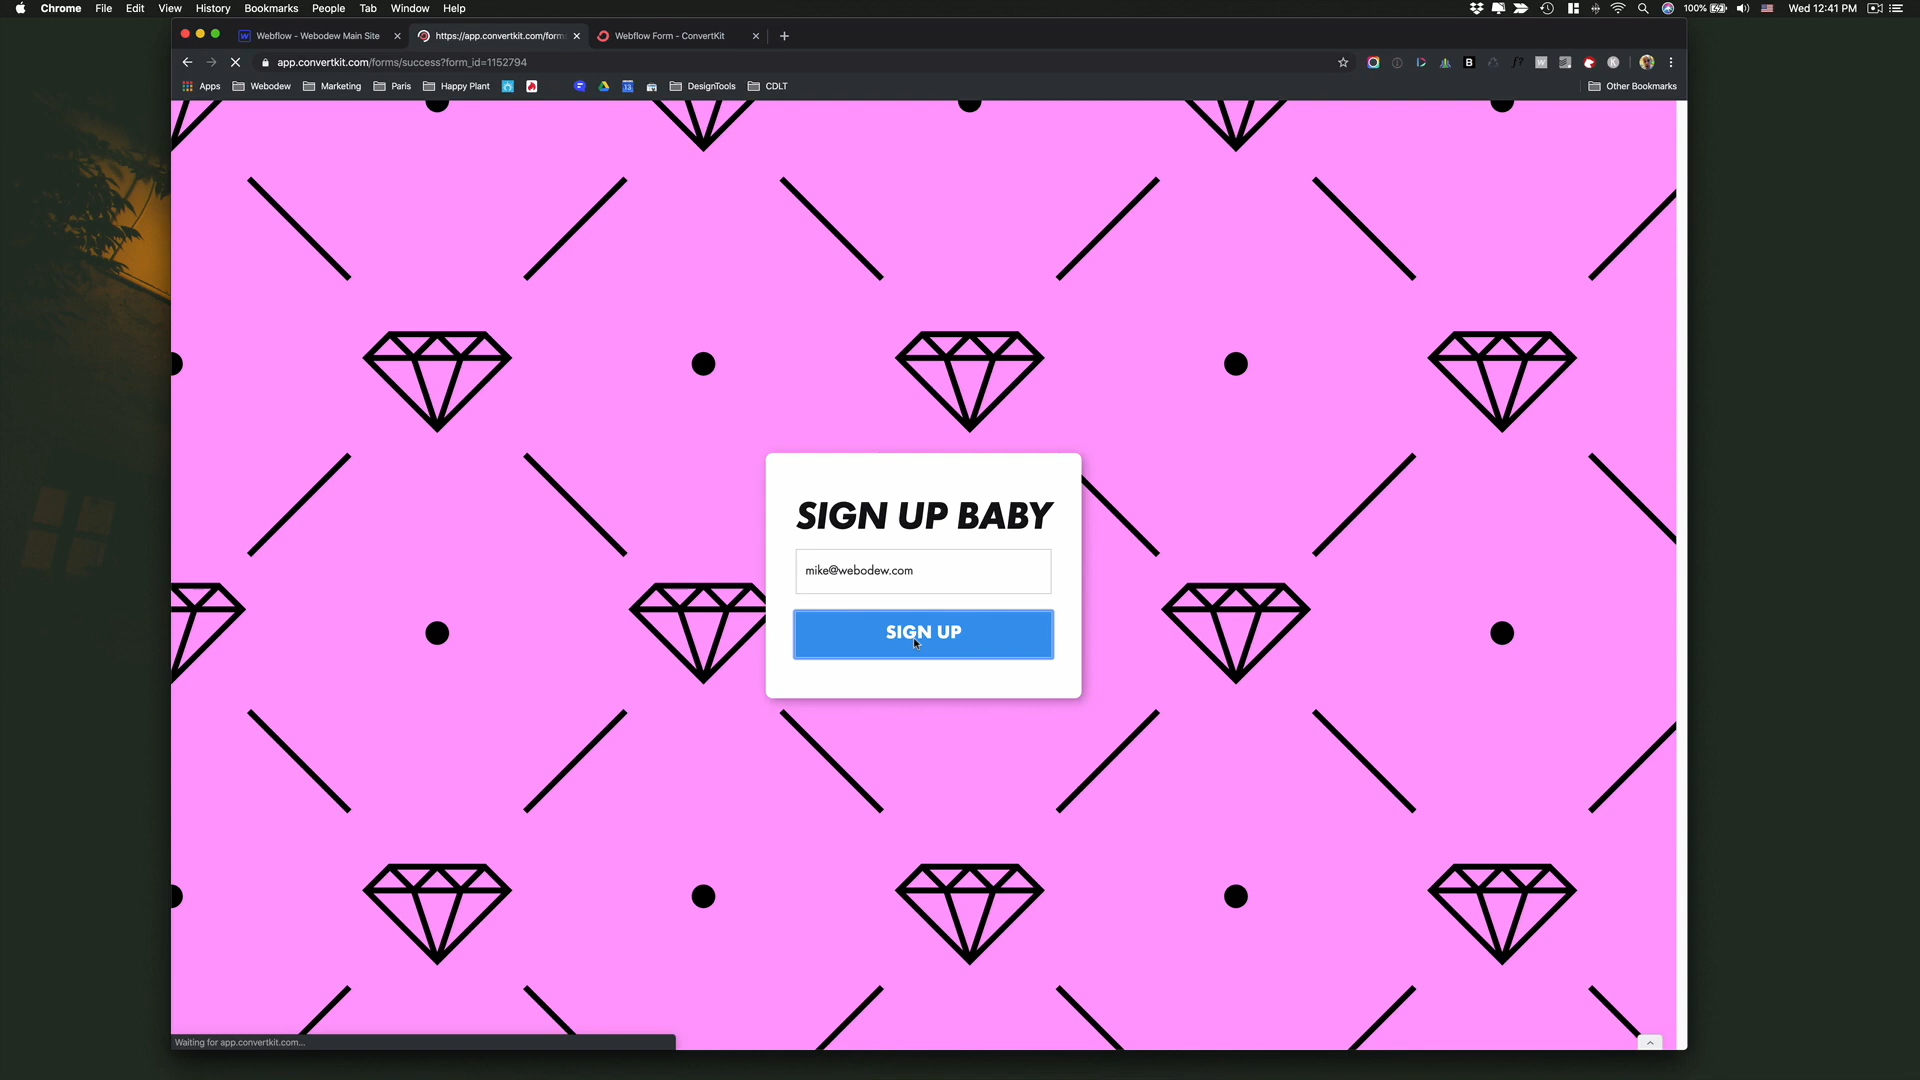 Chrome File Edit View History Bookmarks People Tab Window Help
100% Wed 12:41 PM
Webflow - Webodew Main Site
https://app.convertkit.com/form
Webflow Form - ConvertKit
app.convertkit.com/forms/success?form_id=1152794
Apps Webodew Marketing Paris Happy Plant DesignTools CDLT Other Bookmarks
SIGN UP BABY
mike@webodew.com
SIGN UP
Waiting for app.convertkit.com...